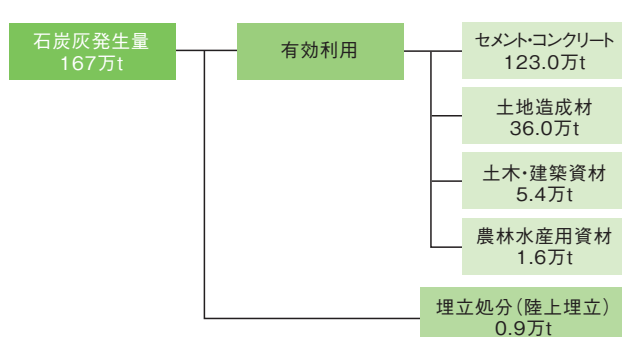 石炭灰発生量
167万t
有効利用
セメント・コンクリート
123.0万t
土地造成材
36.0万t
土木・建築資材
5.4万t
農林水産用資材
1.6万t
埋立処分（陸上埋立）
0.9万t